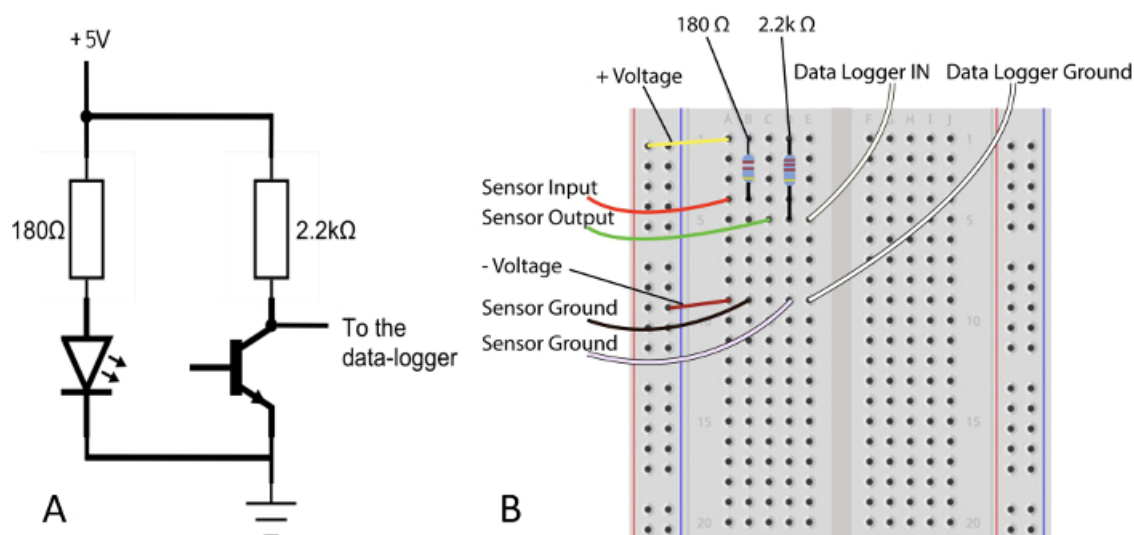 +5V
180Ω
2.2kΩ
To the
data-logger
A
180 Ω
2.2k Ω
+ Voltage
Data Logger IN
Data Logger Ground
A B C D E
F G H I J
1
1
Sensor Input
Sensor Output
5
5
- Voltage
Sensor Ground
10
10
Sensor Ground
15
15
B
20
20